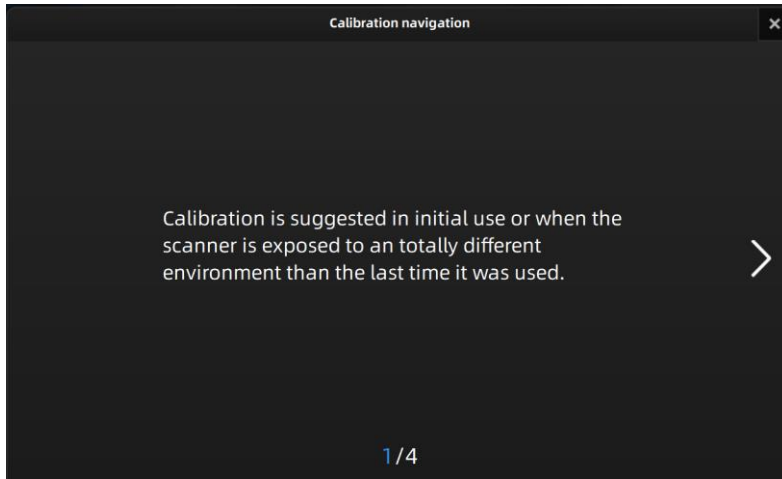 Calibration navigation
Calibration is suggested in initial use or when the
scanner is exposed to an totally different
environment than the last time it was used.
1/4